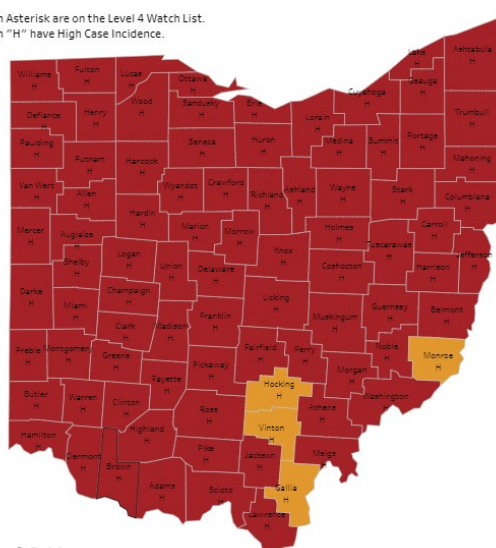 n Asterisk are on the Level 4 Watch List.
n "H" have High Case Incidence.
Lake
Ashtabula
H
Williams
H
Fulton
H
Lucas
H
Ottawa
H
Geauga
H
Cuyahoga
H
Wood
H
Sandusky
H
Erie
H
Lorain
H
Trumbull
H
Defiance
H
Henry
H
Paulding
H
Seneca
H
Huron
H
Medina
H
Summit
H
Portage
H
Mahoning
H
Putnam
H
Hancock
H
Van Wert
H
Allen
H
Wyandot
H
Crawford
H
Richland
H
Ashland
H
Wayne
H
Stark
H
Columbiana
H
Hardin
H
Mercer
H
Auglaize
H
Marion
H
Morrow
H
Holmes
H
Carroll
H
Tuscarawas
H
Jefferson
H
Shelby
H
Logan
H
Union
H
Delaware
H
Knox
H
Coshocton
H
Harrison
H
Darke
H
Miami
H
Champaign
H
Licking
H
Clark
H
Madison
H
Franklin
H
Muskingum
H
Guernsey
H
Belmont
H
Preble
H
Montgomery
H
Greene
H
Fairfield
H
Perry
H
Noble
H
Monroe
H
Pickaway
H
Fayette
H
Morgan
H
Hocking
H
Washington
H
Butler
H
Warren
H
Clinton
H
Ross
H
Athens
H
Vinton
H
Hamilton
H
Highland
H
Clermont
H
Brown
H
Pike
H
Jackson
H
Meigs
H
Adams
H
Scioto
H
Gallia
H
Lawrence
H